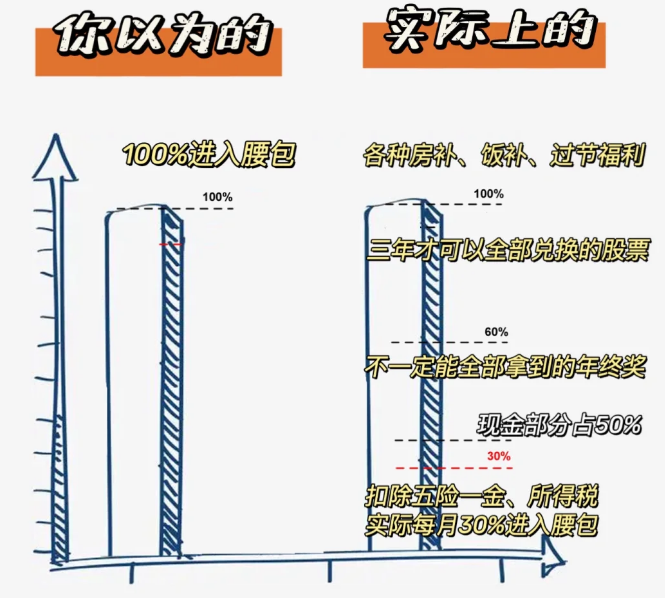 你以为的
实际上的
100%进入腰包
各种房补、饭补、过节福利
100%
100%
三年才可以全部兑换的股票
60%
不一定能全部拿到的年终奖
现金部分占50%
30%
扣除五险一金、所得税
实际每月30%进入腰包